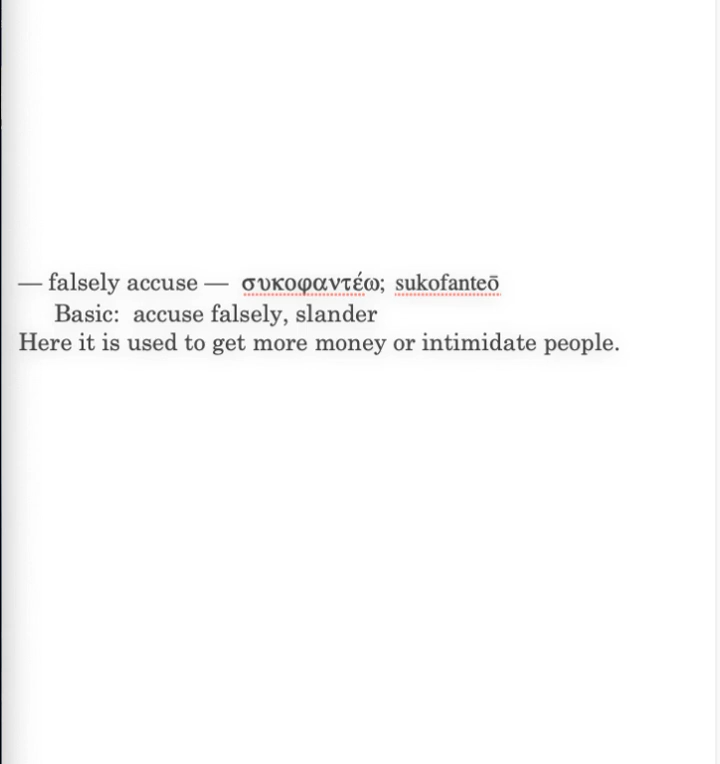 — falsely accuse — συκοφαντέω; sukofanteō
Basic: accuse falsely, slander
Here it is used to get more money or intimidate people.